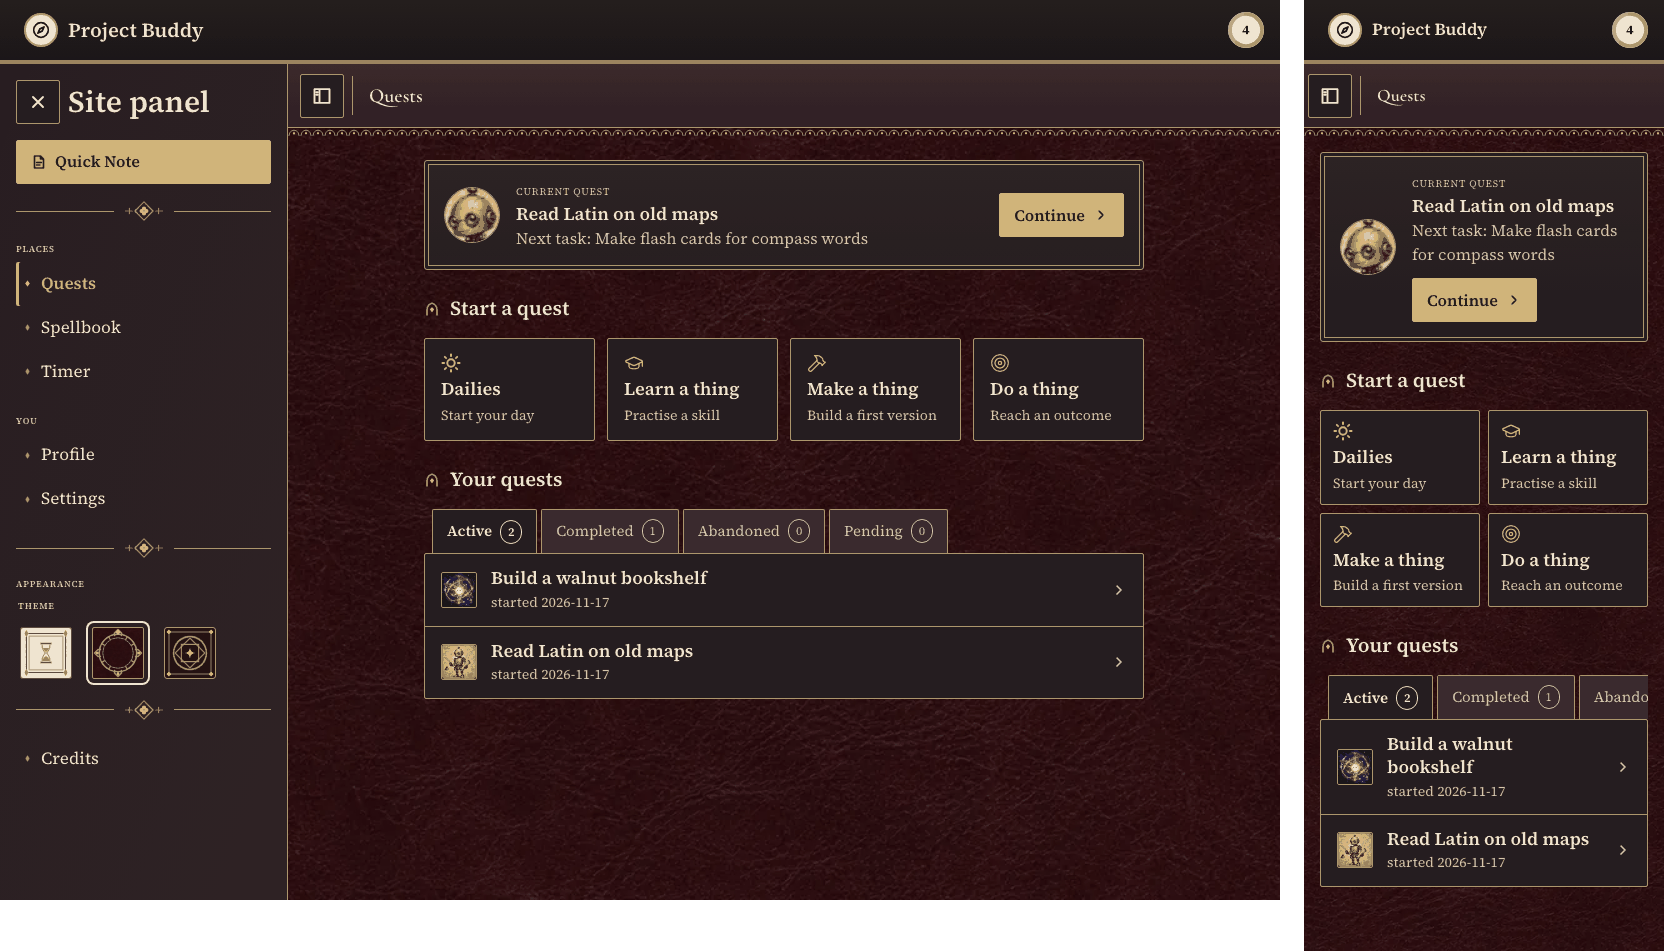 Project Buddy
4
Site panel
Quick Note
PLACES
Quests
Spellbook
Timer
YOU
Profile
Settings
APPEARANCE
THEME
Credits
Quests
CURRENT QUEST
Read Latin on old maps
Next task: Make flash cards for compass words
Continue
Start a quest
Dailies
Start your day
Learn a thing
Practise a skill
Make a thing
Build a first version
Do a thing
Reach an outcome
Your quests
Active 2
Completed 1
Abandoned 0
Pending 0
Build a walnut bookshelf
started 2026-11-17
Read Latin on old maps
started 2026-11-17
Project Buddy
4
Quests
CURRENT QUEST
Read Latin on old maps
Next task: Make flash cards
for compass words
Continue
Start a quest
Dailies
Start your day
Learn a thing
Practise a skill
Make a thing
Build a first version
Do a thing
Reach an outcome
Your quests
Active 2
Completed 1
Abando
Build a walnut
bookshelf
started 2026-11-17
Read Latin on old maps
started 2026-11-17